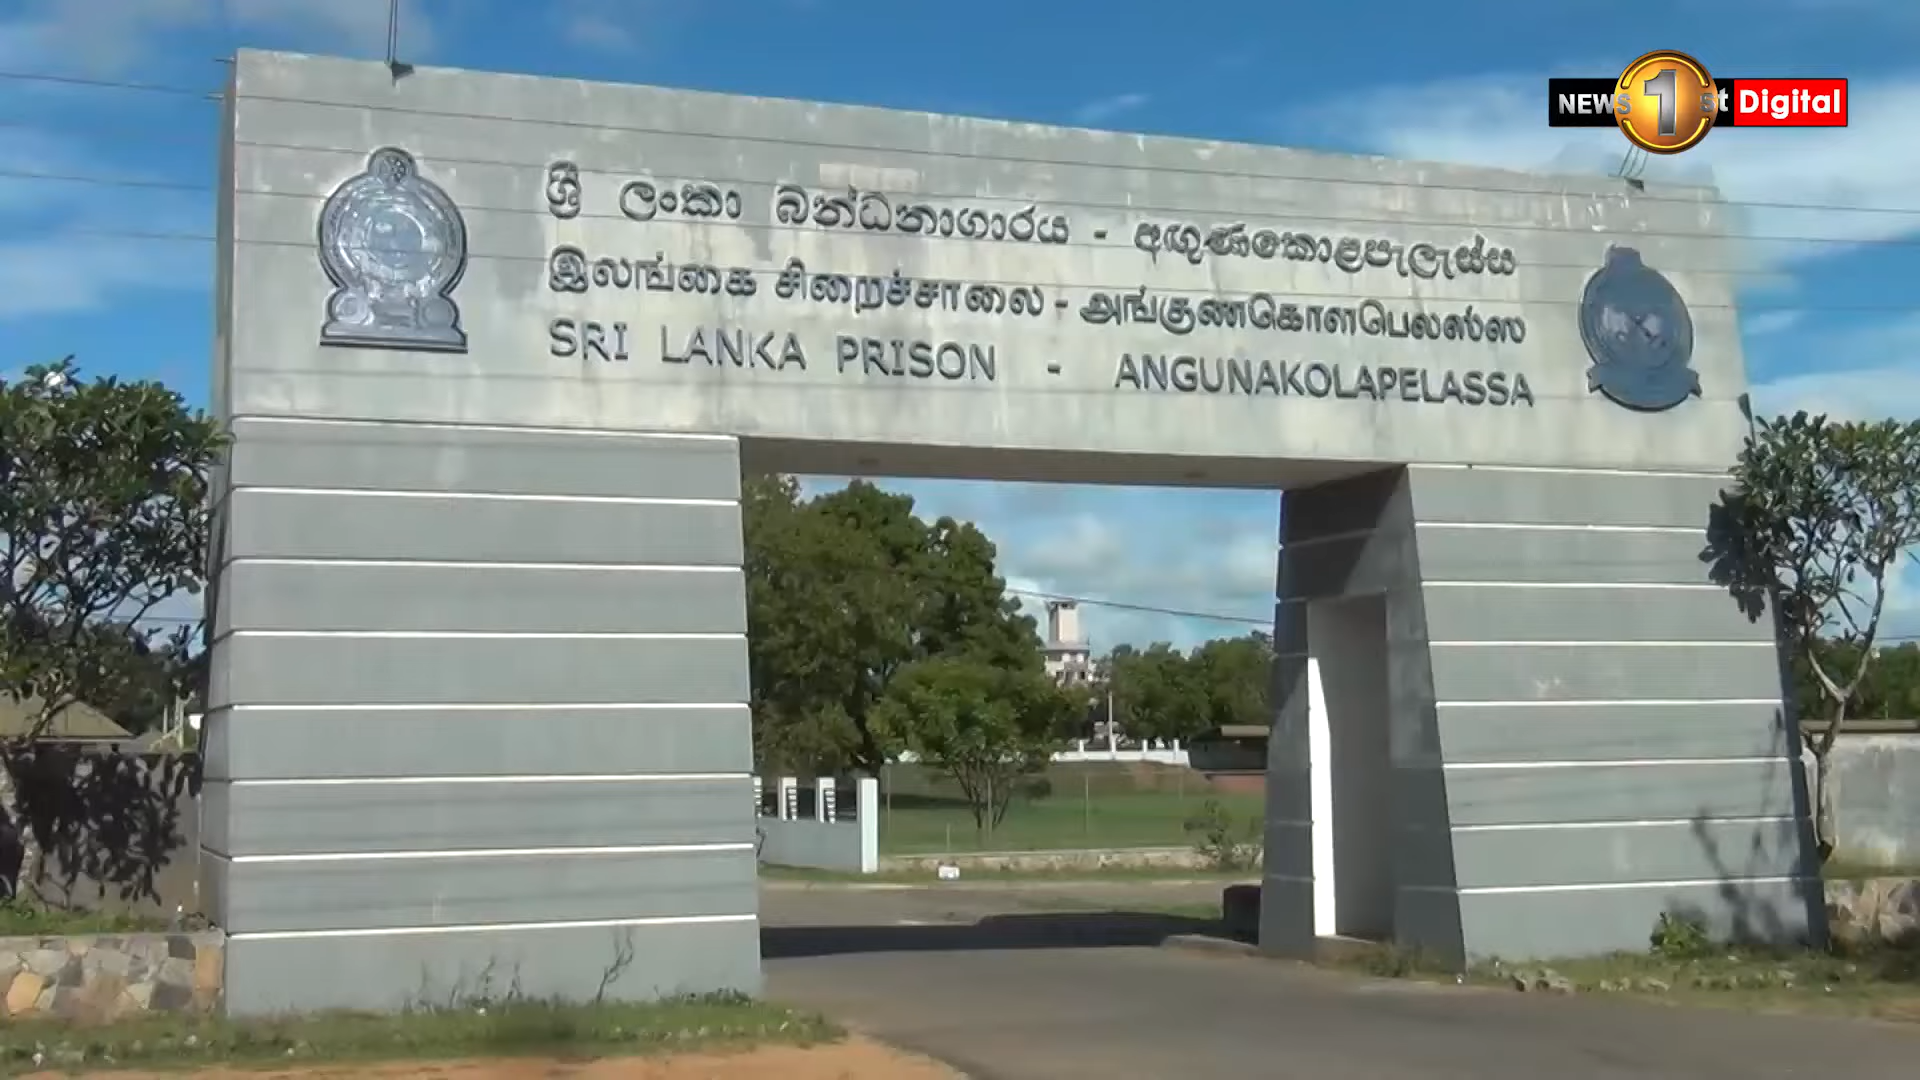 NEWS 1st Digital
ශ්‍රී ලංකා බන්ධනාගාරය - අඟුණකොළපැලැස්ස
இலங்கை சிறைச்சாலை - அங்குணகொளபெலஸ்ஸ
SRI LANKA PRISON - ANGUNAKOLAPELASSA